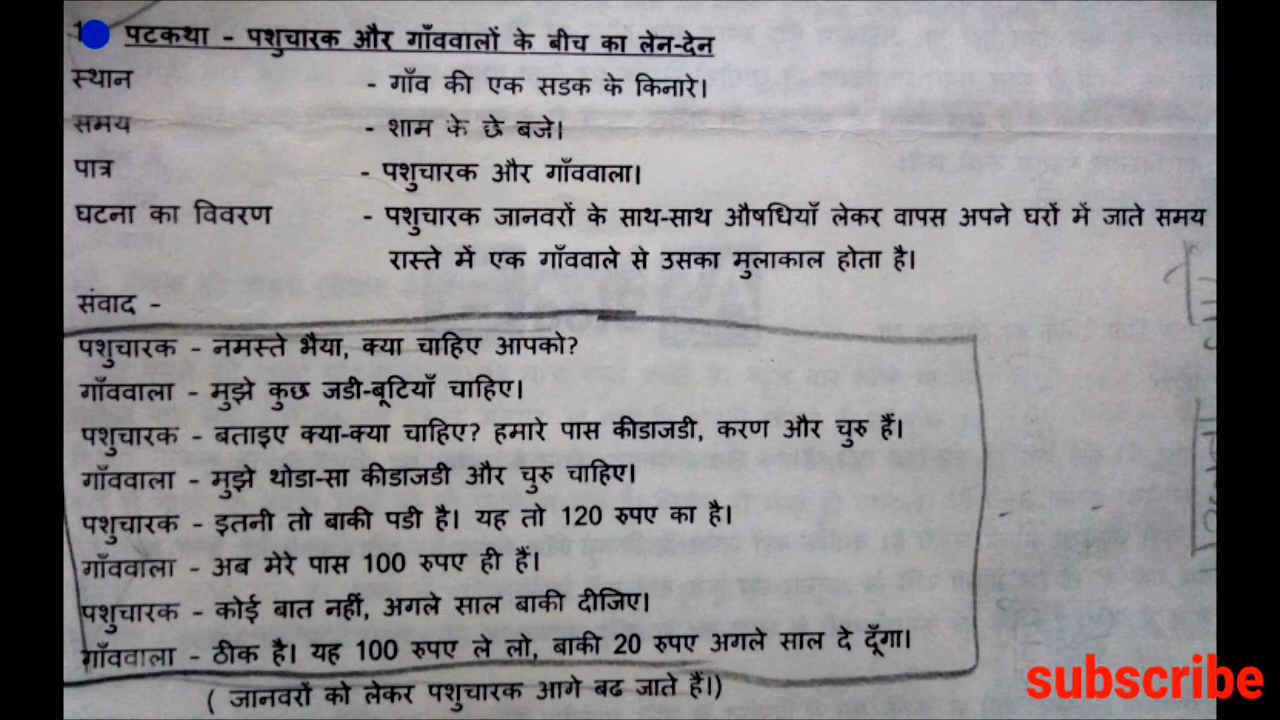 1 पटकथा - पशुचारक और गाँववालों के बीच का लेन-देन
स्थान - गाँव की एक सडक के किनारे।
समय - शाम के छे बजे।
पात्र - पशुचारक और गाँववाला।
घटना का विवरण - पशुचारक जानवरों के साथ-साथ औषधियाँ लेकर वापस अपने घरों में जाते समय
रास्ते में एक गाँववाले से उसका मुलाकाल होता है।
संवाद -
पशुचारक - नमस्ते भैया, क्या चाहिए आपको?
गाँववाला - मुझे कुछ जडी-बूटियाँ चाहिए।
पशुचारक - बताइए क्या-क्या चाहिए? हमारे पास कीडाजडी, करण और चुरु हैं।
गाँववाला - मुझे थोडा-सा कीडाजडी और चुरु चाहिए।
पशुचारक - इतनी तो बाकी पडी है। यह तो 120 रुपए का है।
गाँववाला - अब मेरे पास 100 रुपए ही हैं।
पशुचारक - कोई बात नहीं, अगले साल बाकी दीजिए।
गाँववाला - ठीक है। यह 100 रुपए ले लो, बाकी 20 रुपए अगले साल दे दूँगा।
( जानवरों को लेकर पशुचारक आगे बढ जाते हैं।)
subscribe